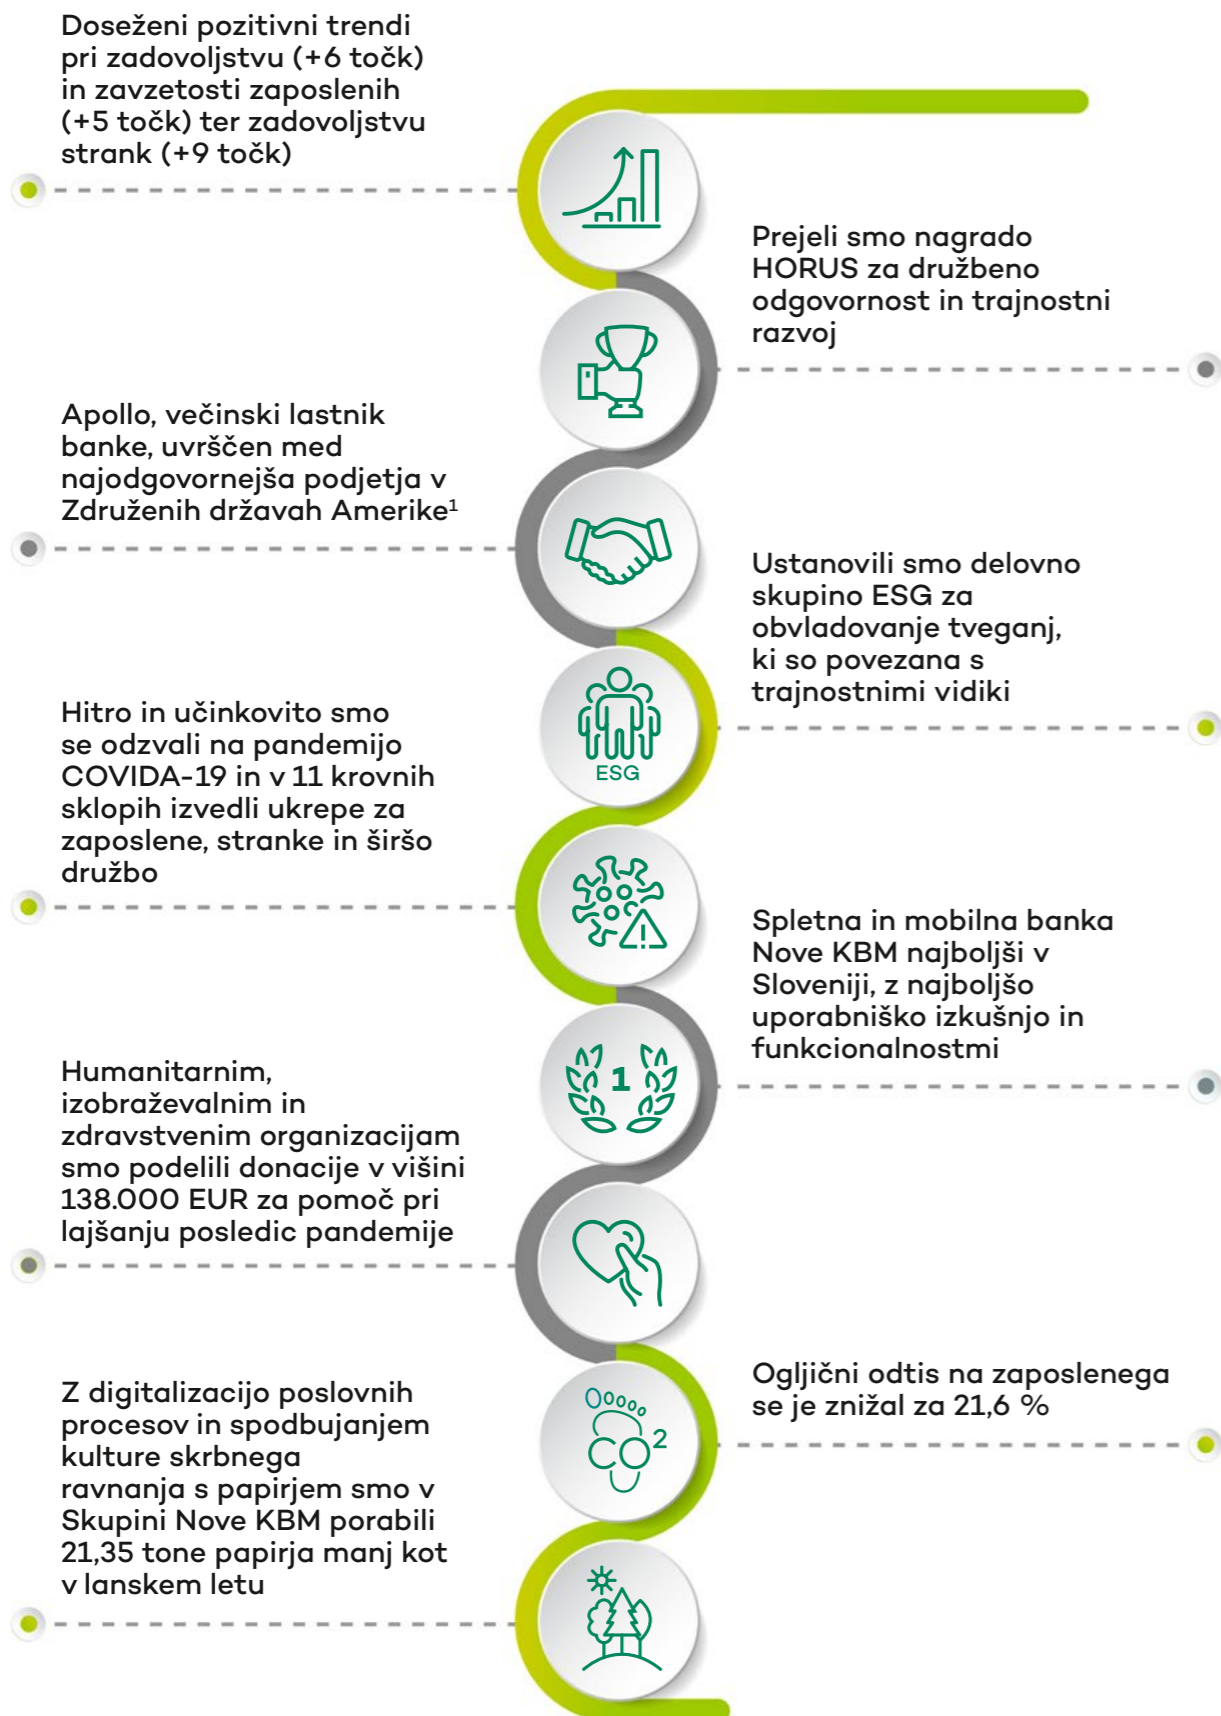 Doseženi pozitivni trendi
pri zadovoljstvu (+6 točk)
in zavzetosti zaposlenih
(+5 točk) ter zadovoljstvu
strank (+9 točk)
Prejeli smo nagrado
HORUS za družbeno
odgovornost in trajnostni
razvoj
Apollo, večinski lastnik
banke, uvrščen med
najodgovornejša podjetja v
Združenih državah Amerike¹
Ustanovili smo delovno
skupino ESG za
obvladovanje tveganj,
ki so povezana s
trajnostnimi vidiki
ESG
Hitro in učinkovito smo
se odzvali na pandemijo
COVIDA-19 in v 11 krovnih
sklopih izvedli ukrepe za
zaposlene, stranke in širšo
družbo
Spletna in mobilna banka
Nove KBM najboljši v
Sloveniji, z najboljšo
uporabniško izkušnjo in
funkcionalnostmi
1
Humanitarnim,
izobraževalnim in
zdravstvenim organizacijam
smo podelili donacije v višini
138.000 EUR za pomoč pri
lajšanju posledic pandemije
Ogljični odtis na zaposlenega
se je znižal za 21,6 %
CO²
Z digitalizacijo poslovnih
procesov in spodbujanjem
kulture skrbnega
ravnanja s papirjem smo v
Skupini Nove KBM porabili
21,35 tone papirja manj kot
v lanskem letu